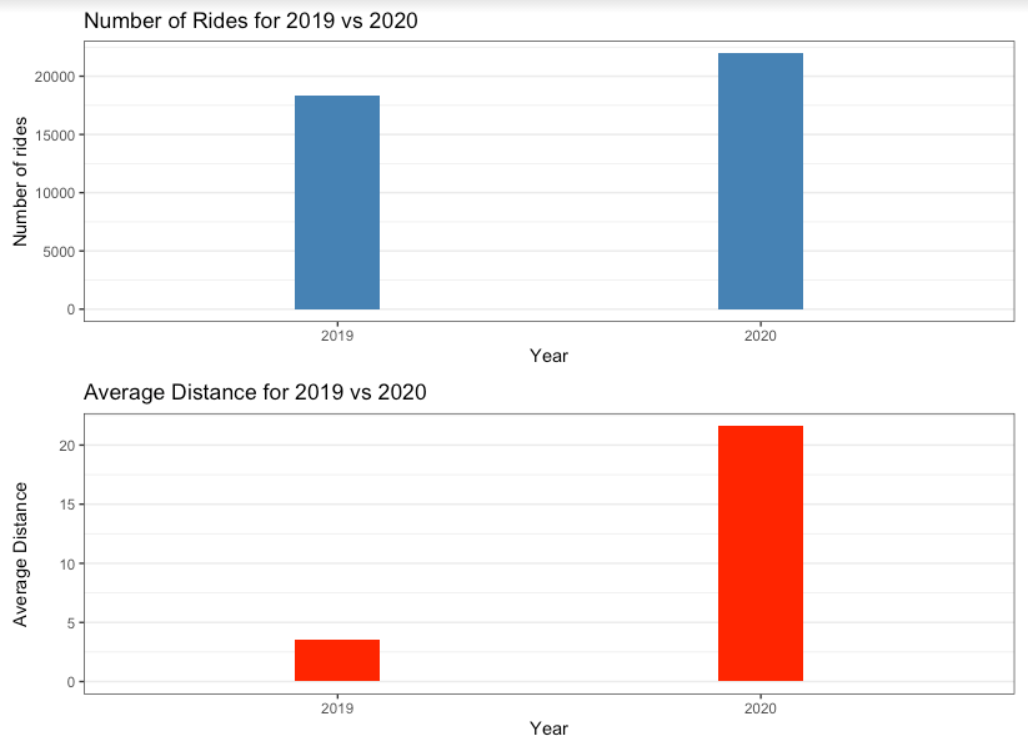 Number of Rides for 2019 vs 2020
Number of rides
20000
15000
10000
5000
0
2019
2020
Year
Average Distance for 2019 vs 2020
Average Distance
20
15
10
5
0
2019
2020
Year